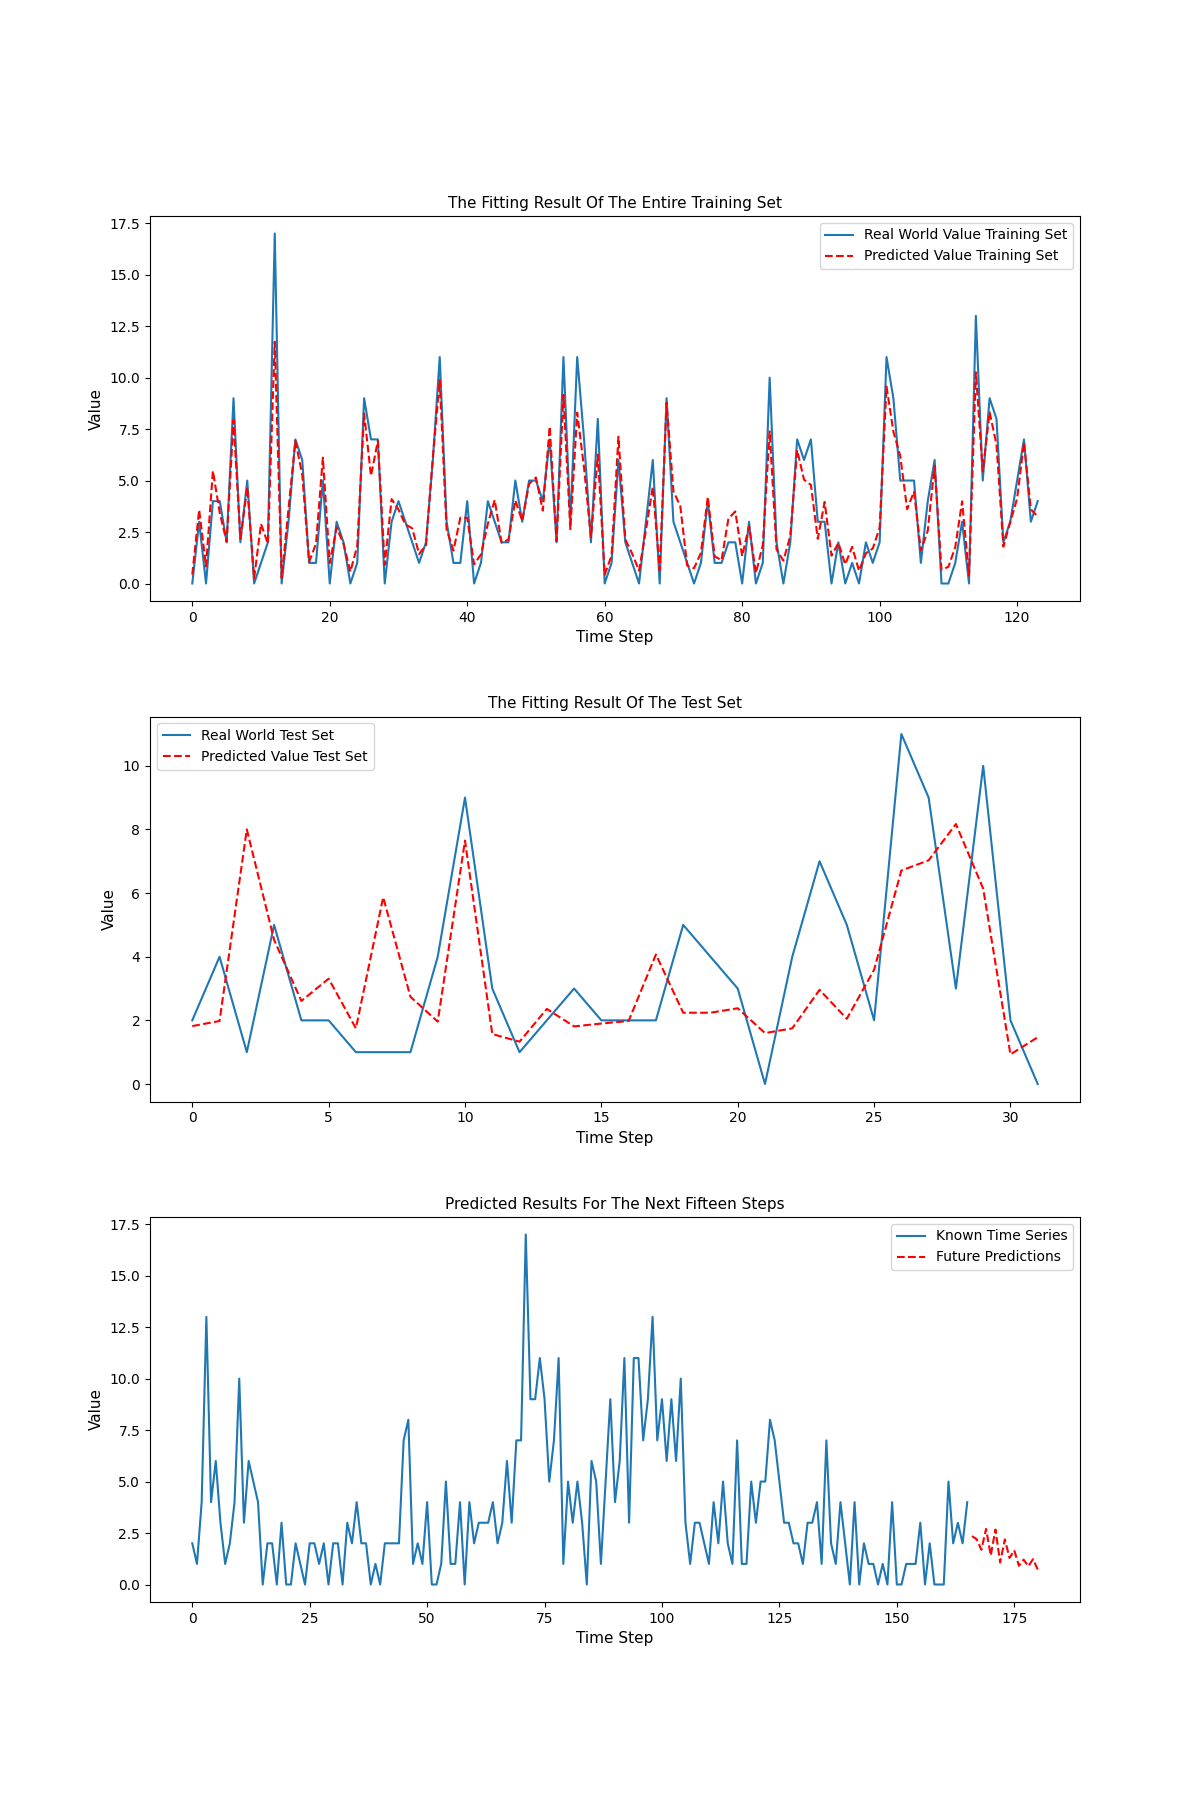 The Fitting Result Of The Entire Training Set
17.5
15.0
12.5
10.0
7.5
5.0
2.5
0.0
Value
Real World Value Training Set
Predicted Value Training Set
0 20 40 60 80 100 120
Time Step
The Fitting Result Of The Test Set
10
8
6
4
2
0
Value
Real World Test Set
Predicted Value Test Set
0 5 10 15 20 25 30
Time Step
Predicted Results For The Next Fifteen Steps
17.5
15.0
12.5
10.0
7.5
5.0
2.5
0.0
Value
Known Time Series
Future Predictions
0 25 50 75 100 125 150 175
Time Step